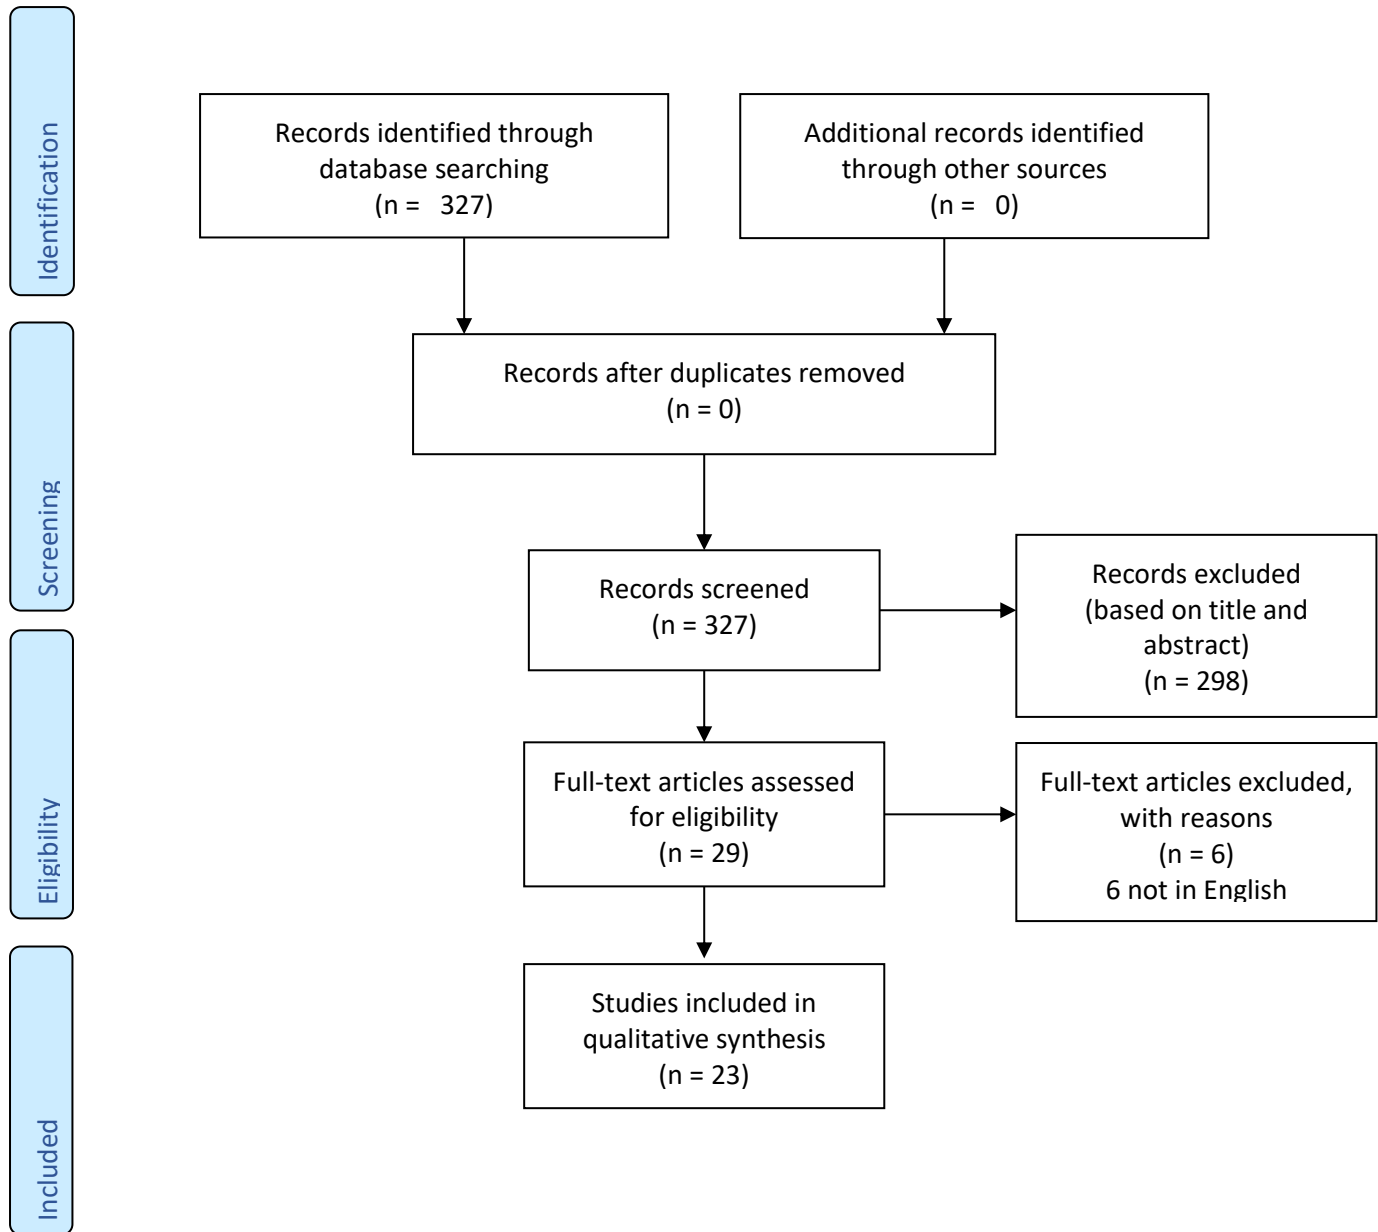 Identification
Records identified through
database searching
(n = 327)
Additional records identified
through other sources
(n = 0)
Records after duplicates removed
(n = 0)
Screening
Records screened
(n = 327)
Records excluded
(based on title and
abstract)
(n = 298)
Eligibility
Full-text articles assessed
for eligibility
(n = 29)
Full-text articles excluded,
with reasons
(n = 6)
6 not in English
Included
Studies included in
qualitative synthesis
(n = 23)